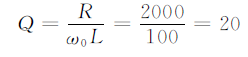 Q = R / ω₀L = 2000 / 100 = 20